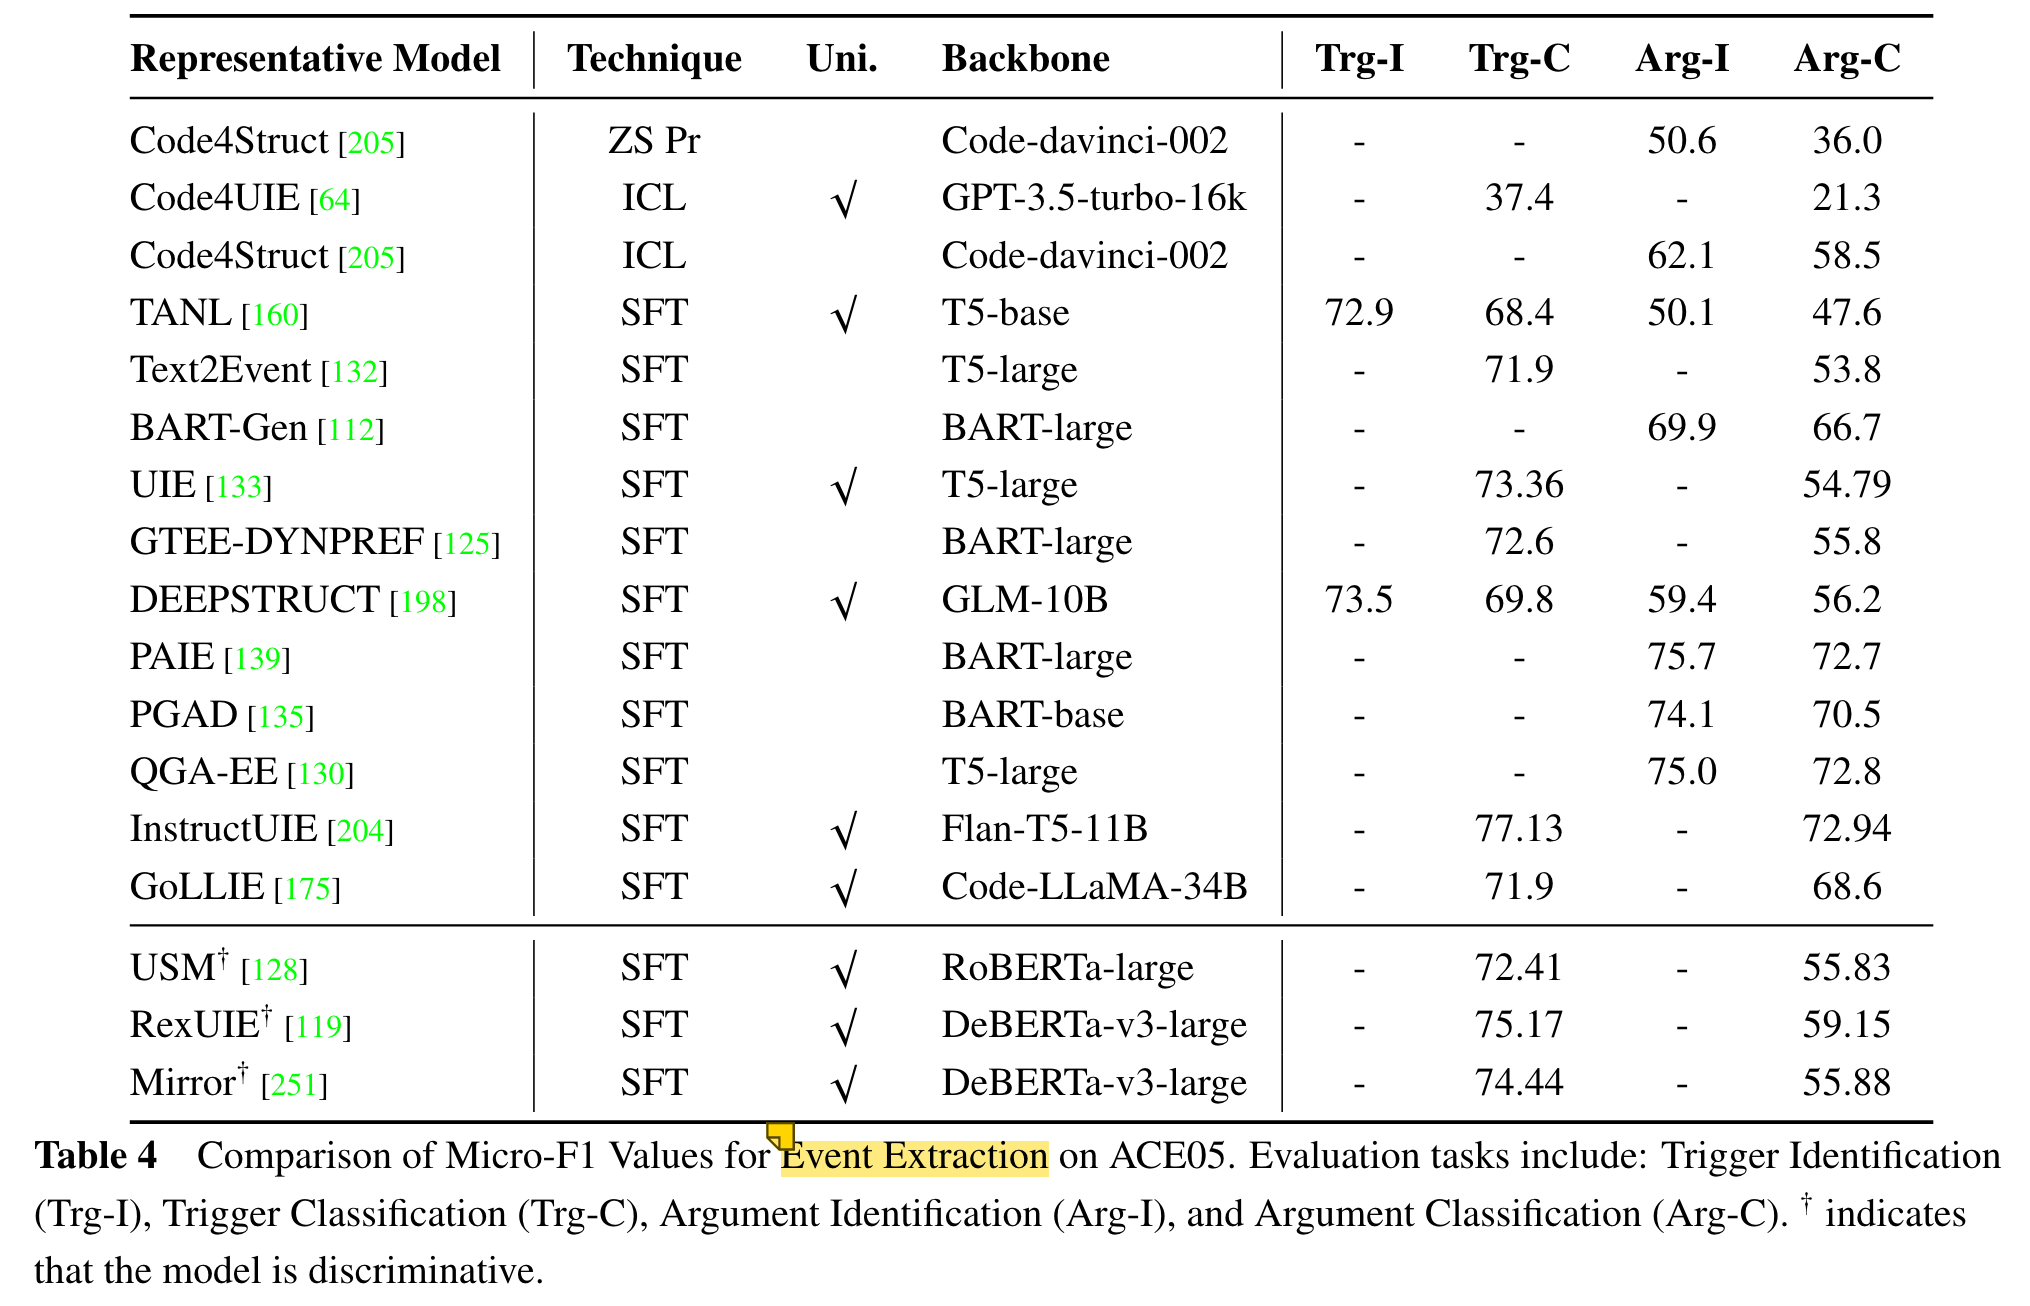 Representative Model Technique Uni. Backbone Trg-I Trg-C Arg-I Arg-C
Code4Struct [205] ZS Pr Code-davinci-002 - - 50.6 36.0
Code4UIE [64] ICL √ GPT-3.5-turbo-16k - 37.4 - 21.3
Code4Struct [205] ICL Code-davinci-002 - - 62.1 58.5
TANL [160] SFT √ T5-base 72.9 68.4 50.1 47.6
Text2Event [132] SFT T5-large - 71.9 - 53.8
BART-Gen [112] SFT BART-large - - 69.9 66.7
UIE [133] SFT √ T5-large - 73.36 - 54.79
GTEE-DYNPREF [125] SFT BART-large - 72.6 - 55.8
DEEPSTRUCT [198] SFT √ GLM-10B 73.5 69.8 59.4 56.2
PAIE [139] SFT BART-large - - 75.7 72.7
PGAD [135] SFT BART-base - - 74.1 70.5
QGA-EE [130] SFT T5-large - - 75.0 72.8
InstructUIE [204] SFT √ Flan-T5-11B - 77.13 - 72.94
GoLLIE [175] SFT √ Code-LLaMA-34B - 71.9 - 68.6
USM† [128] SFT √ RoBERTa-large - 72.41 - 55.83
RexUIE† [119] SFT √ DeBERTa-v3-large - 75.17 - 59.15
Mirror† [251] SFT √ DeBERTa-v3-large - 74.44 - 55.88
Table 4 Comparison of Micro-F1 Values for Event Extraction on ACE05. Evaluation tasks include: Trigger Identification
(Trg-I), Trigger Classification (Trg-C), Argument Identification (Arg-I), and Argument Classification (Arg-C). † indicates
that the model is discriminative.